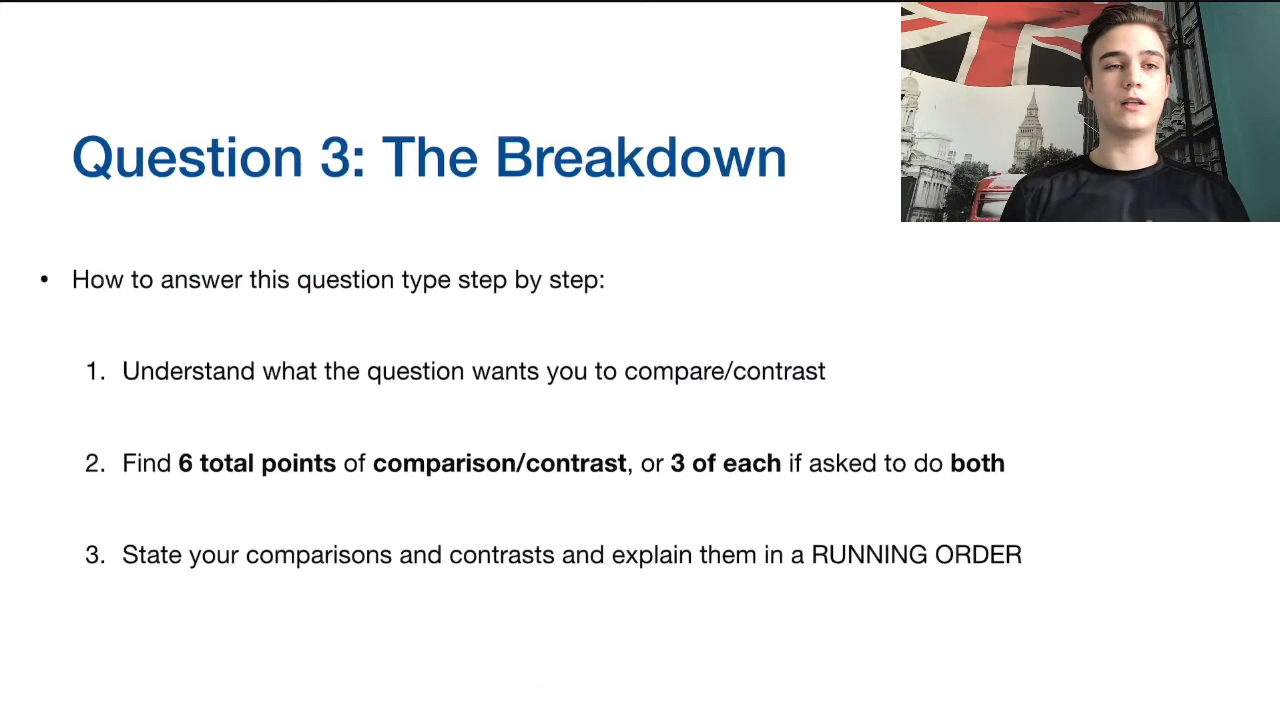 Question 3: The Breakdown
• How to answer this question type step by step:
1. Understand what the question wants you to compare/contrast
2. Find 6 total points of comparison/contrast, or 3 of each if asked to do both
3. State your comparisons and contrasts and explain them in a RUNNING ORDER